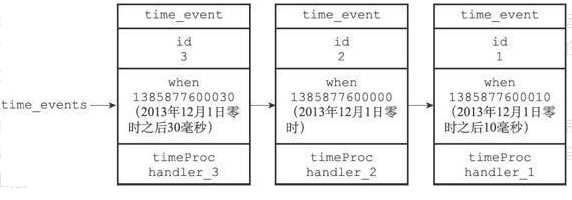 time_events
time_event
id
3
when
1385877600030
（2013年12月1日零
时之后30毫秒）
timeProc
handler_3
time_event
id
2
when
1385877600000
（2013年12月1日零
时）
timeProc
handler_2
time_event
id
1
when
1385877600010
（2013年12月1日零
时之后10毫秒）
timeProc
handler_1